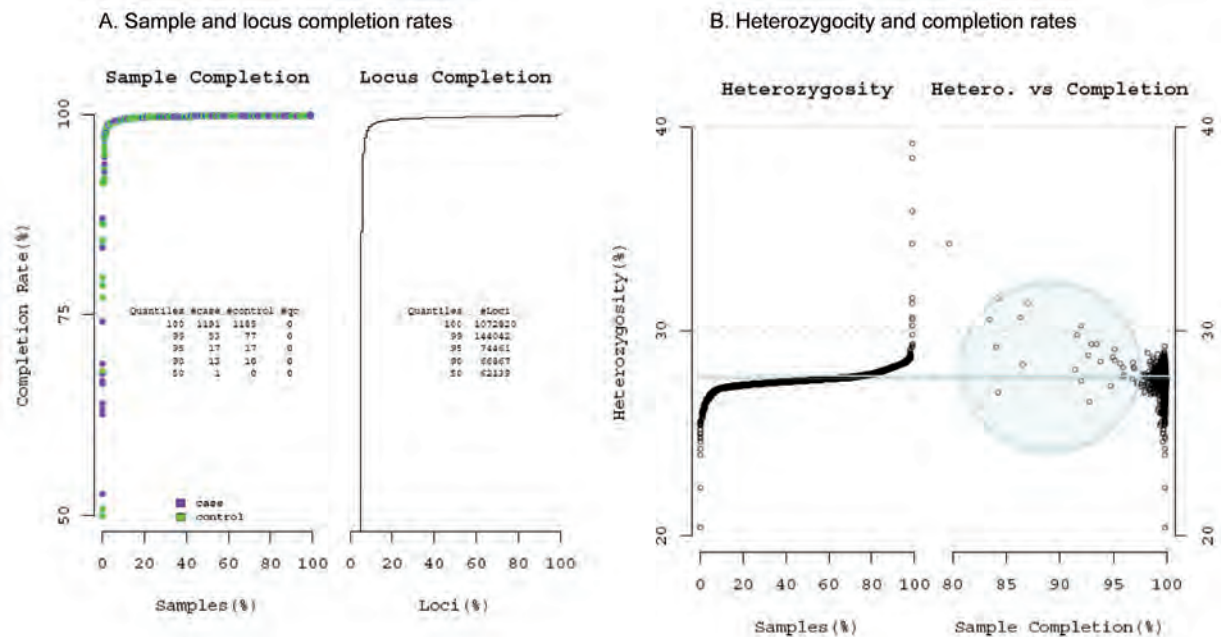 A. Sample and locus completion rates
B. Heterozygocity and completion rates
Sample Completion
Locus Completion
Heterozygosity
Hetero. vs Completion
Completion Rate(%)
100
75
50
Quantiles #case #control #qc
100 1191 1189 0
99 53 77 0
95 17 17 0
90 13 10 0
50 1 0 0
case
control
0 20 40 60 80 100
Samples(%)
Quantiles #Loci
100 1072820
99 144042
95 74461
90
50 62139
0 20 40 60 80 100
Loci(%)
Heterozygosity(%)
40
30
20
0 20 40 60 80 100
Samples(%)
40
30
20
80 85 90 95 100
Sample Completion(%)